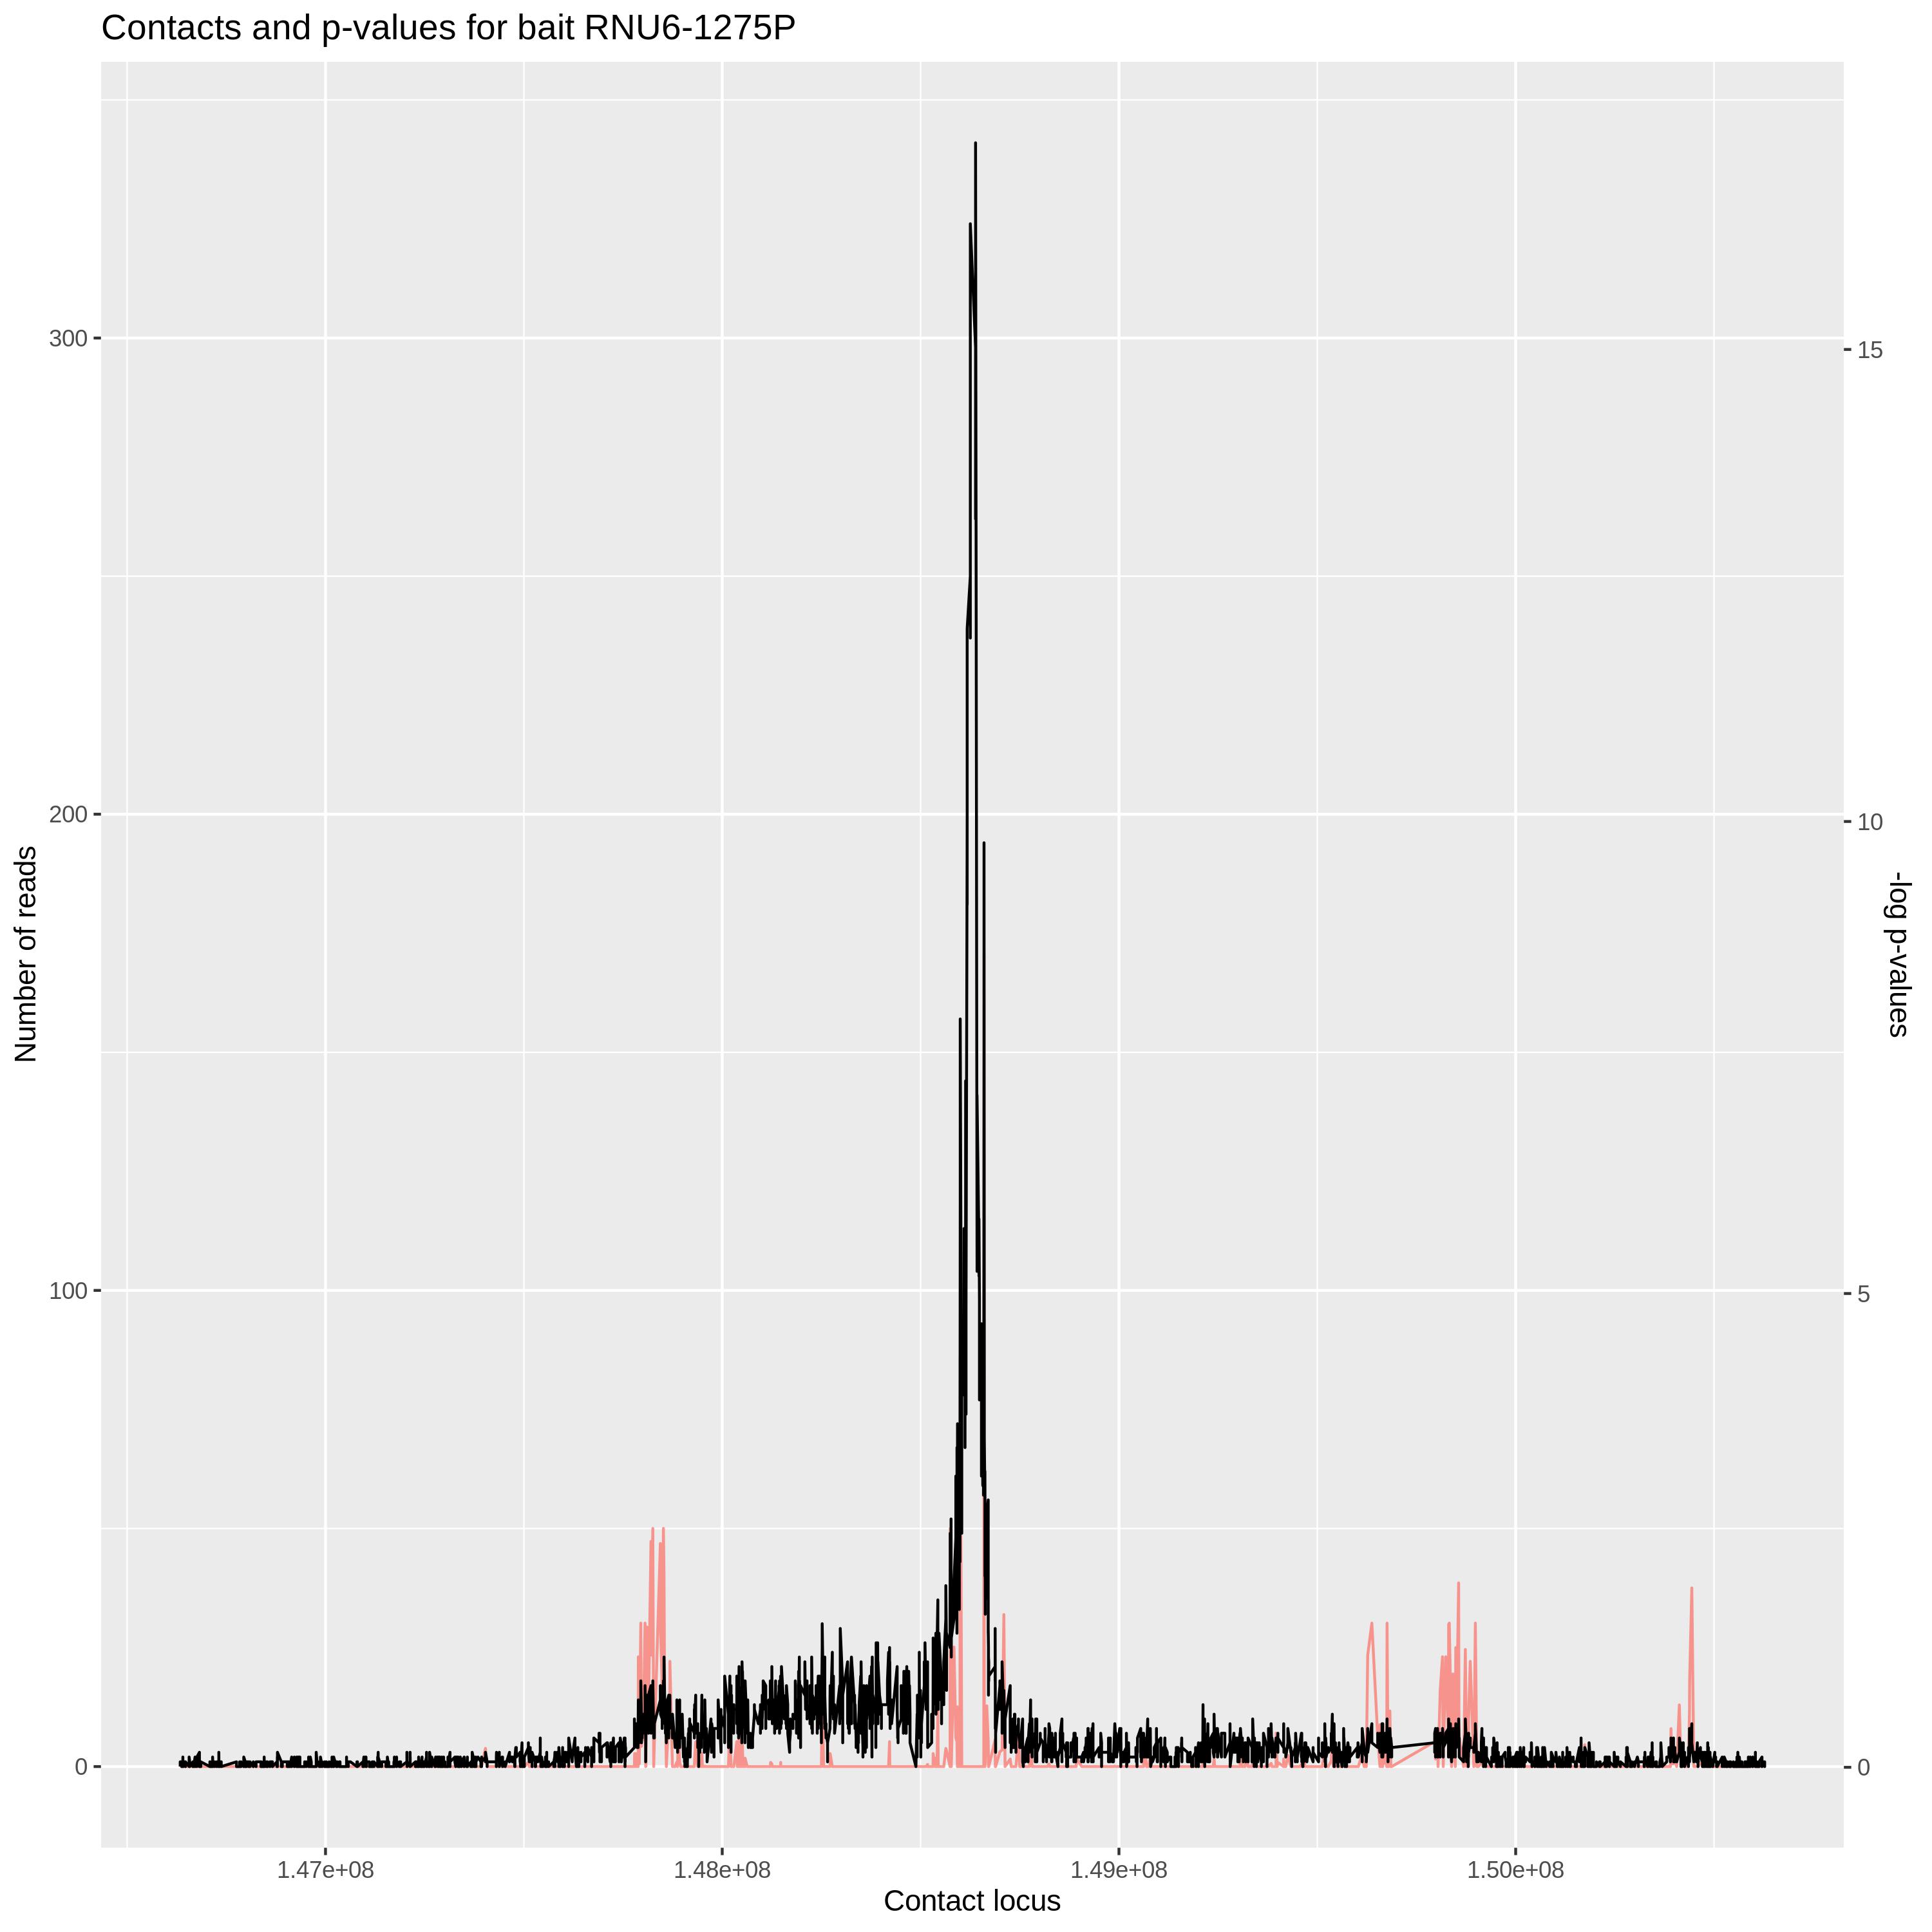 Contacts and p-values for bait RNU6-1275P
300
200
100
0
Number of reads
15
10
5
0
-log p-values
1.47e+08
1.48e+08
1.49e+08
1.50e+08
Contact locus